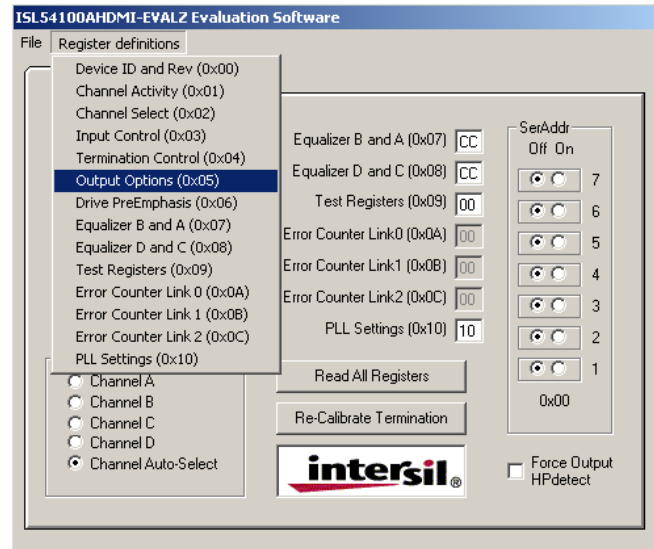 ISL54100AHDMI-EVALZ Evaluation Software
File Register definitions
Device ID and Rev (0x00)
Channel Activity (0x01)
Channel Select (0x02)
Input Control (0x03)
Termination Control (0x04)
Output Options (0x05)
Drive PreEmphasis (0x06)
Equalizer B and A (0x07)
Equalizer D and C (0x08)
Test Registers (0x09)
Error Counter Link 0 (0x0A)
Error Counter Link 1 (0x0B)
Error Counter Link 2 (0x0C)
PLL Settings (0x10)
Channel A
Channel B
Channel C
Channel D
Channel Auto-Select
Equalizer B and A (0x07) CC
Equalizer D and C (0x08) CC
Test Registers (0x09) 00
Error Counter Link0 (0x0A) 00
Error Counter Link1 (0x0B) 00
Error Counter Link2 (0x0C) 00
PLL Settings (0x10) 10
Read All Registers
Re-Calibrate Termination
intersil®
SerAddr
Off On
7
6
5
4
3
2
1
0x00
Force Output
HPdetect